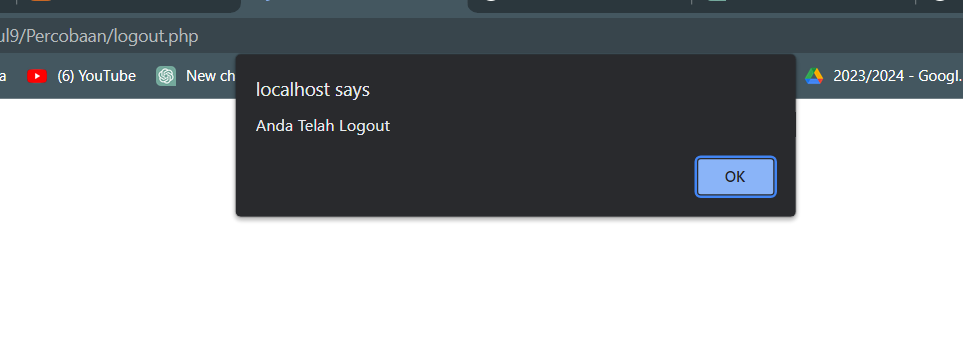 ul9/Percobaan/logout.php
a (6) YouTube New ch 2023/2024 - Googl.
localhost says
Anda Telah Logout
OK